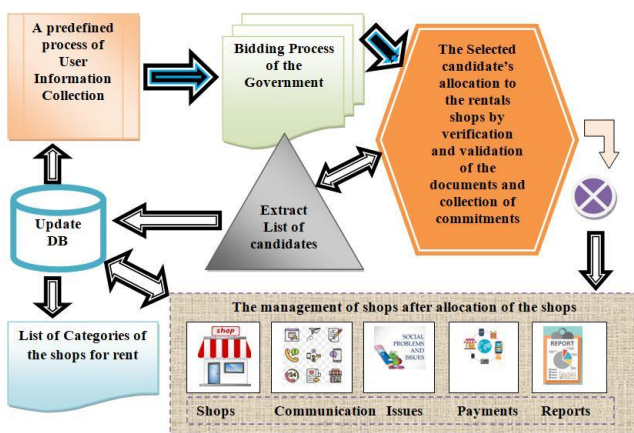 A predefined
process of
User
Information
Collection
Bidding Process
of the
Government
The Selected
candidate's
allocation to
the rentals
shops by
verification
and validation
of the
documents and
collection of
commitments
Extract
List of
candidates
Update
DB
List of Categories of
the shops for rent
The management of shops after allocation of the shops
shop
SOCIAL
PROBLEMS
AND
ISSUES
REPORT
24
Shops
Communication
Issues
Payments
Reports